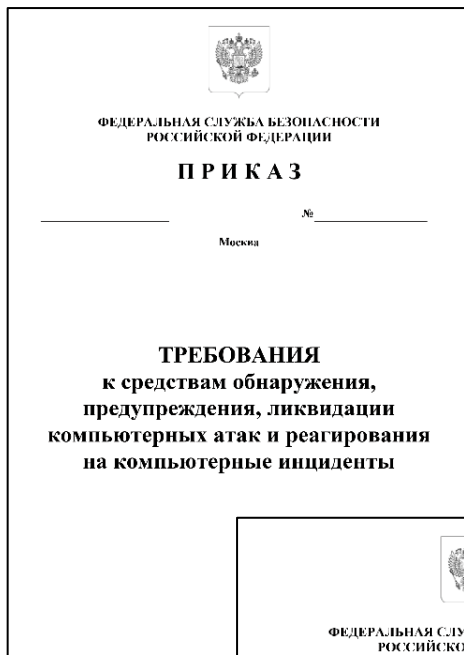 ФЕДЕРАЛЬНАЯ СЛУЖБА БЕЗОПАСНОСТИ
РОССИЙСКОЙ ФЕДЕРАЦИИ
П Р И К А З
№
Москва
ТРЕБОВАНИЯ
к средствам обнаружения,
предупреждения, ликвидации
компьютерных атак и реагирования
на компьютерные инциденты
ФЕДЕРАЛЬНАЯ СЛУ
РОССИЙСКО